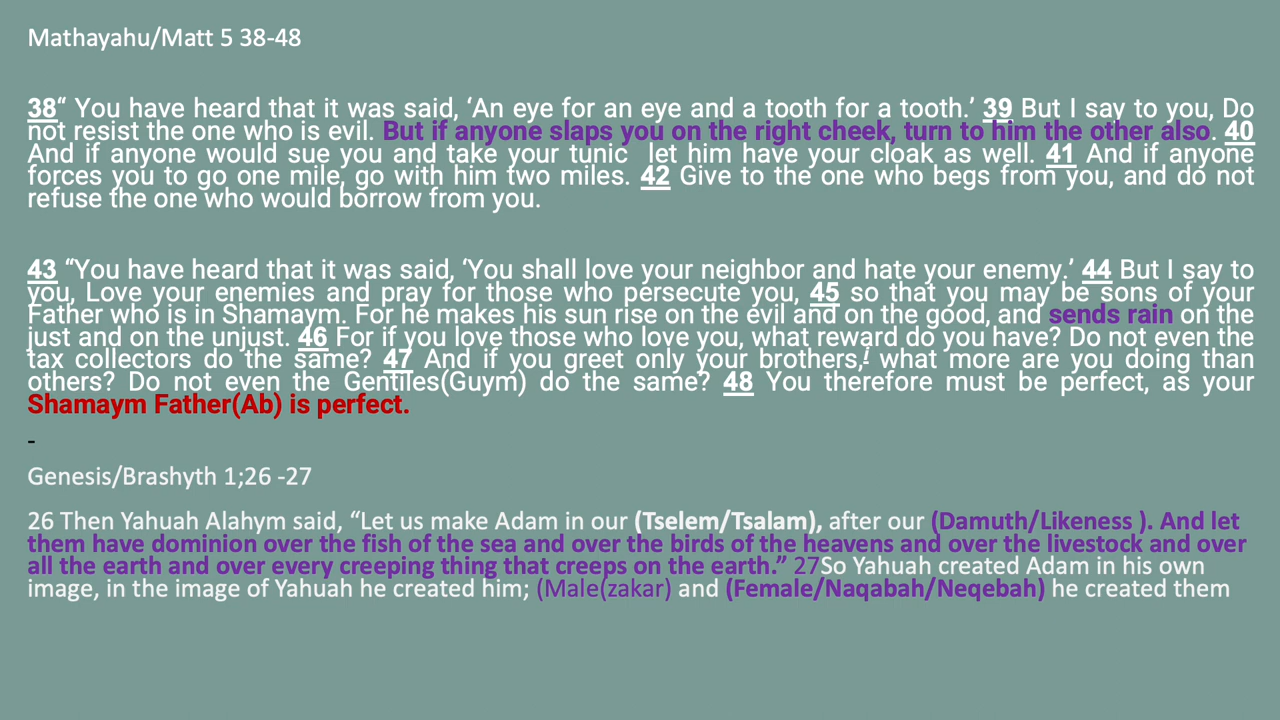 Mathayahu/Matt 5 38-48
38“ You have heard that it was said, ‘An eye for an eye and a tooth for a tooth.’ 39 But I say to you, Do
not resist the one who is evil. But if anyone slaps you on the right cheek, turn to him the other also. 40
And if anyone would sue you and take your tunic  let him have your cloak as well. 41 And if anyone
forces you to go one mile, go with him two miles. 42 Give to the one who begs from you, and do not
refuse the one who would borrow from you.
43 “You have heard that it was said, ‘You shall love your neighbor and hate your enemy.’ 44 But I say to
you, Love your enemies and pray for those who persecute you, 45 so that you may be sons of your
Father who is in Shamaym. For he makes his sun rise on the evil and on the good, and sends rain on the
just and on the unjust. 46 For if you love those who love you, what reward do you have? Do not even the
tax collectors do the same? 47 And if you greet only your brothers,i what more are you doing than
others? Do not even the Gentiles(Guym) do the same? 48 You therefore must be perfect, as your
Shamaym Father(Ab) is perfect.
-
Genesis/Brashyth 1;26 -27
26 Then Yahuah Alahym said, “Let us make Adam in our (Tselem/Tsalam), after our (Damuth/Likeness ). And let
them have dominion over the fish of the sea and over the birds of the heavens and over the livestock and over
all the earth and over every creeping thing that creeps on the earth.” 27So Yahuah created Adam in his own
image, in the image of Yahuah he created him; (Male(zakar) and (Female/Naqabah/Neqebah) he created them